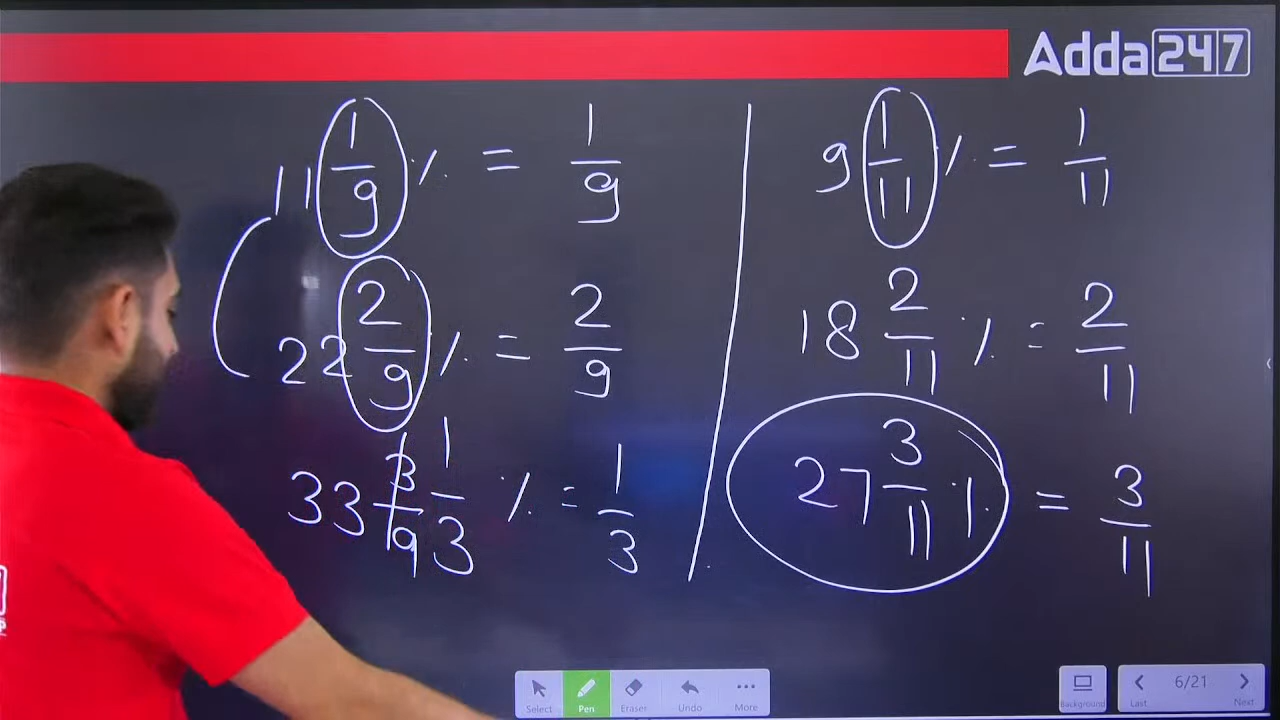 Adda247
11 1/9 % = 1/9
22 2/9 % = 2/9
33 3/9 1/3 % = 1/3
9 1/11 % = 1/11
18 2/11 % = 2/11
27 3/11 % = 3/11
Select
Pen
Eraser
Undo
More
Background
6/21
Last
Next